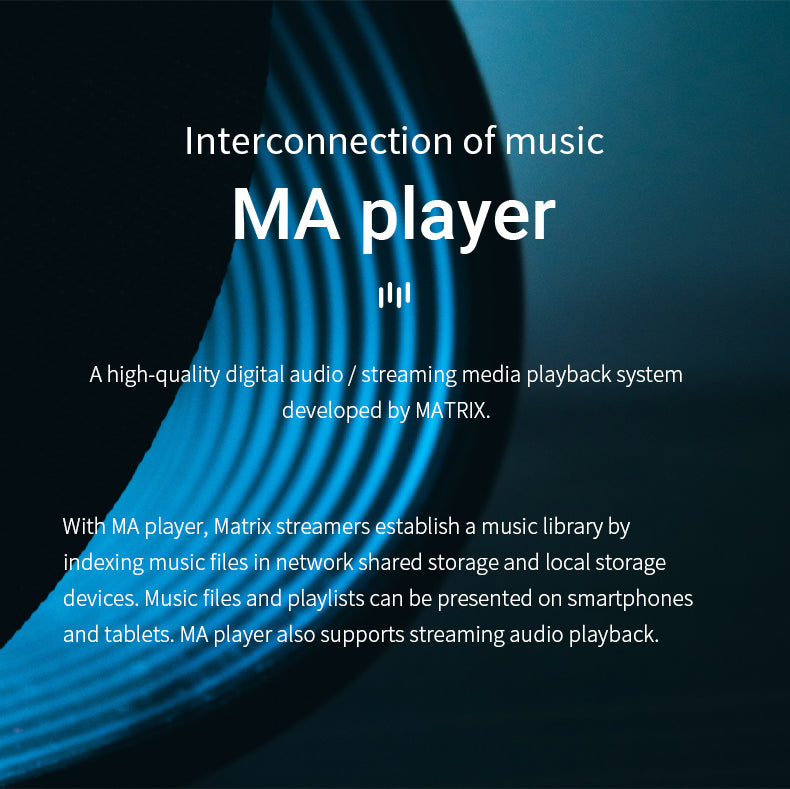 Interconnection of music
MA player
A high-quality digital audio / streaming media playback system
developed by MATRIX.
With MA player, Matrix streamers establish a music library by
indexing music files in network shared storage and local storage
devices. Music files and playlists can be presented on smartphones
and tablets. MA player also supports streaming audio playback.